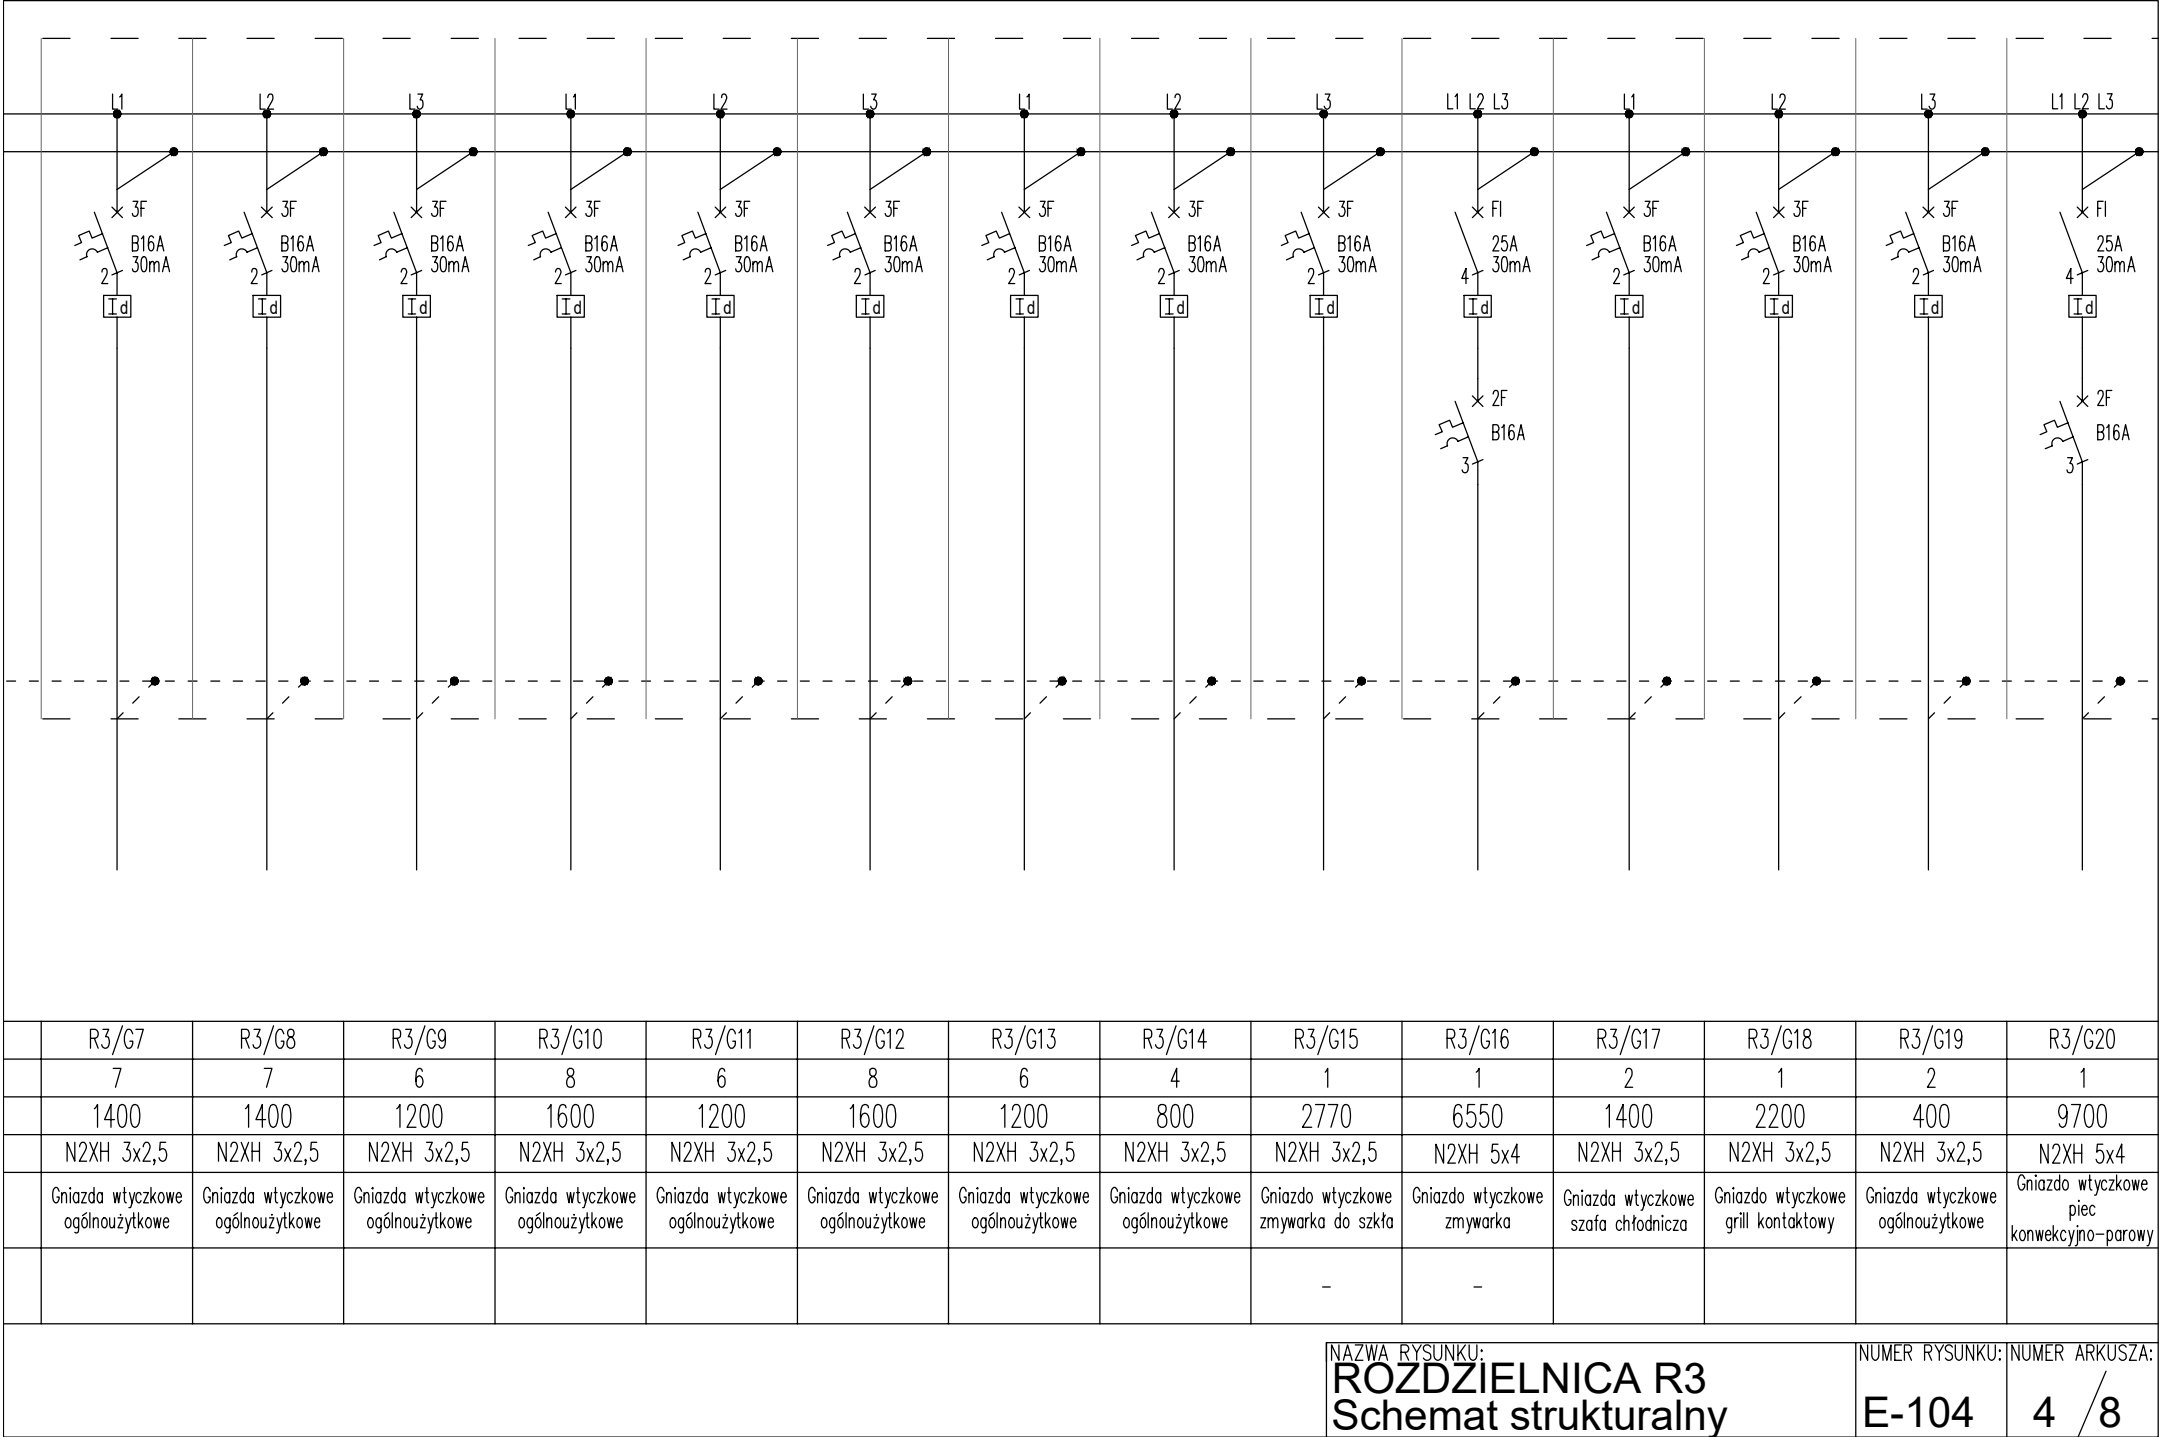 L1 L2 L3 L1 L2 L3 L1 L2 L3 L1 L2 L3 L1 L2 L3 L1 L2 L3
3F 3F 3F 3F 3F 3F 3F 3F 3F FI 3F 3F 3F FI
B16A B16A B16A B16A B16A B16A B16A B16A B16A 25A B16A B16A B16A 25A
30mA 30mA 30mA 30mA 30mA 30mA 30mA 30mA 30mA 30mA 30mA 30mA 30mA 30mA
2 2 2 2 2 2 2 2 2 4 2 2 2 4
Id Id Id Id Id Id Id Id Id Id Id Id Id Id
2F 2F
B16A B16A
3 3
R3/G7 R3/G8 R3/G9 R3/G10 R3/G11 R3/G12 R3/G13 R3/G14 R3/G15 R3/G16 R3/G17 R3/G18 R3/G19 R3/G20
7 7 6 8 6 8 6 4 1 1 2 1 2 1
1400 1400 1200 1600 1200 1600 1200 800 2770 6550 1400 2200 400 9700
N2XH 3x2,5 N2XH 3x2,5 N2XH 3x2,5 N2XH 3x2,5 N2XH 3x2,5 N2XH 3x2,5 N2XH 3x2,5 N2XH 3x2,5 N2XH 3x2,5 N2XH 5x4 N2XH 3x2,5 N2XH 3x2,5 N2XH 3x2,5 N2XH 5x4
Gniazda wtyczkowe
ogólnoużytkowe
Gniazda wtyczkowe
ogólnoużytkowe
Gniazda wtyczkowe
ogólnoużytkowe
Gniazda wtyczkowe
ogólnoużytkowe
Gniazda wtyczkowe
ogólnoużytkowe
Gniazda wtyczkowe
ogólnoużytkowe
Gniazda wtyczkowe
ogólnoużytkowe
Gniazda wtyczkowe
ogólnoużytkowe
Gniazdo wtyczkowe
zmywarka do szkła
Gniazdo wtyczkowe
zmywarka
Gniazda wtyczkowe
szafa chłodnicza
Gniazdo wtyczkowe
grill kontaktowy
Gniazda wtyczkowe
ogólnoużytkowe
Gniazdo wtyczkowe
piec
konwekcyjno-parowy
- -
NAZWA RYSUNKU:
ROZDZIELNICA R3
Schemat strukturalny
NUMER RYSUNKU:
E-104
NUMER ARKUSZA:
4/8